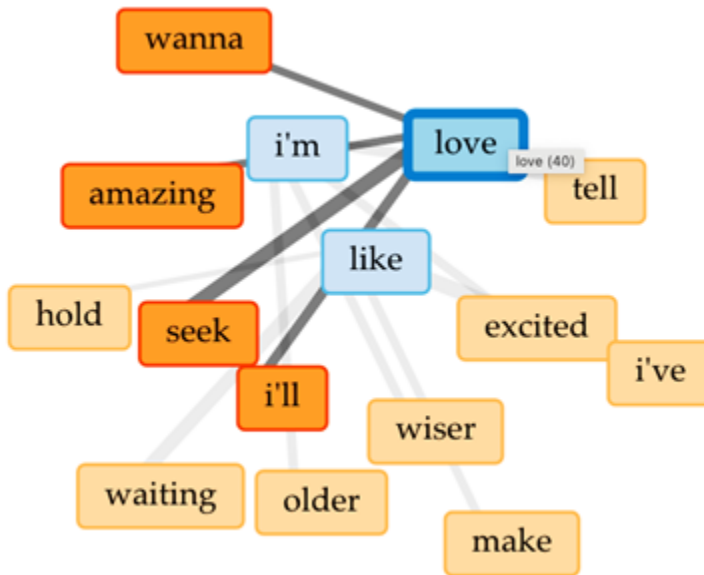 wanna
i'm
love
love (40)
amazing
tell
like
hold
seek
excited
i've
i'll
wiser
waiting
older
make